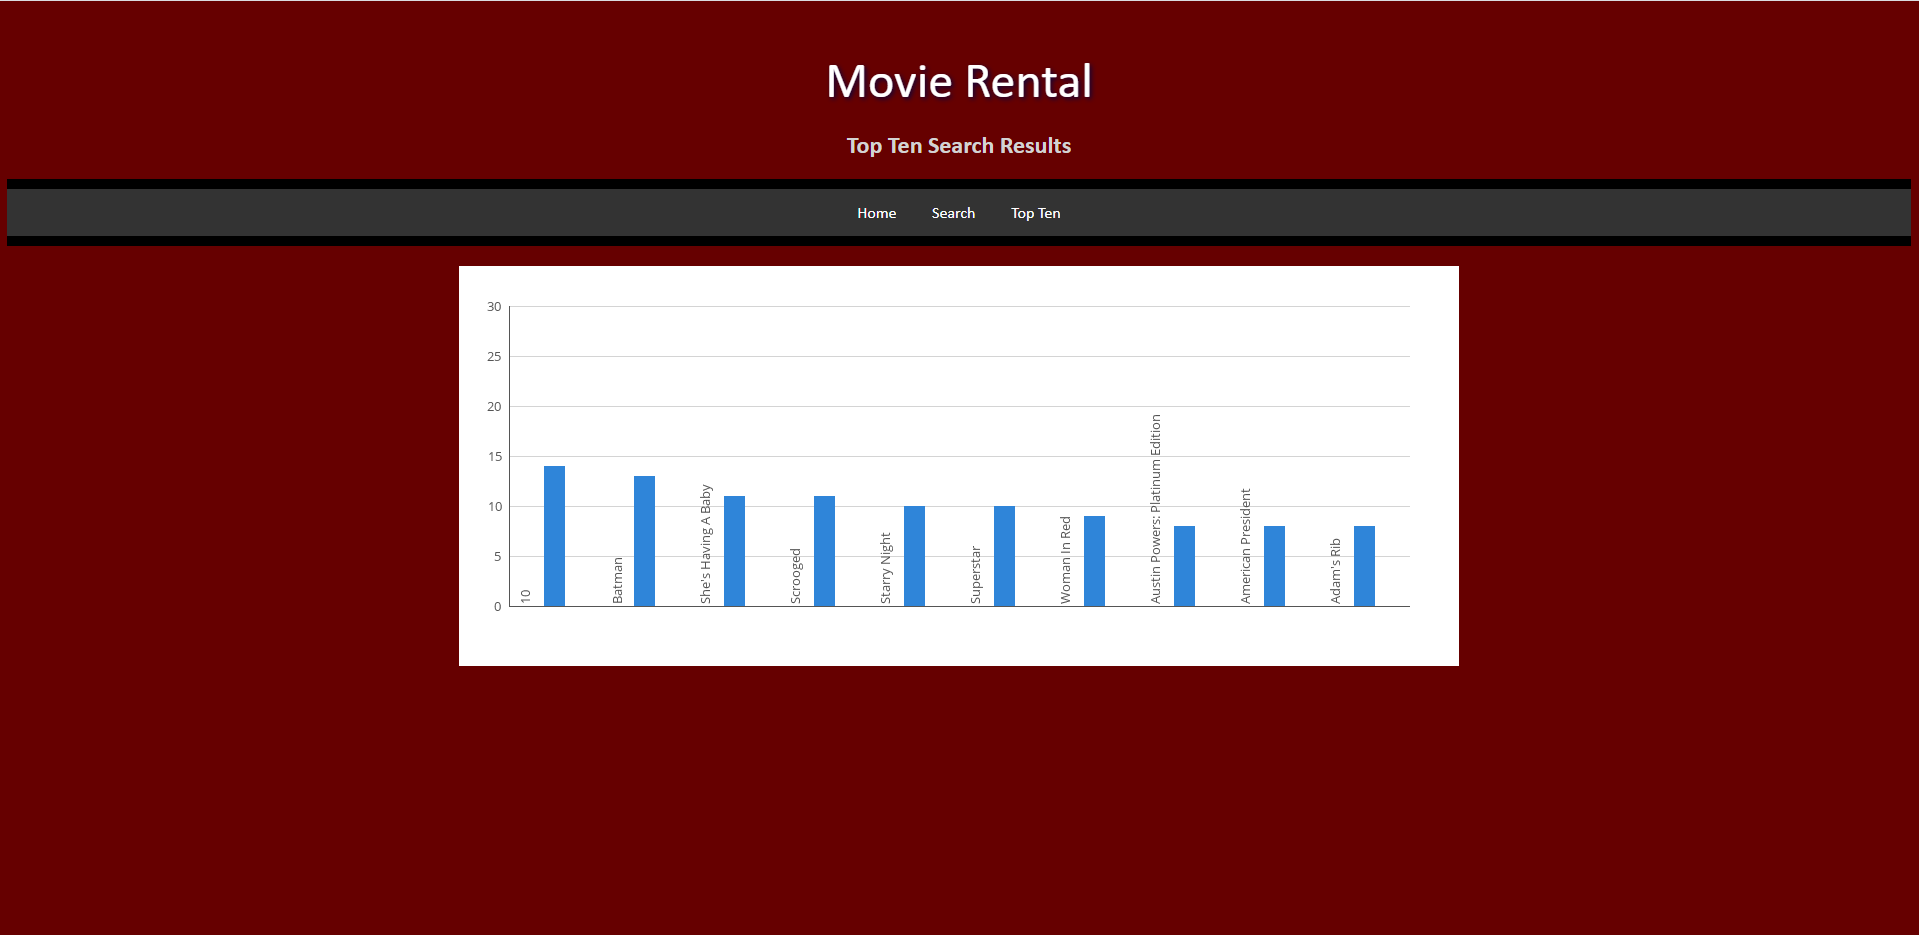 Movie Rental
Top Ten Search Results
Home Search Top Ten
30
25
20
15
10
5
0
10
Batman
She's Having A Baby
Scrooged
Starry Night
Superstar
Woman In Red
Austin Powers: Platinum Edition
American President
Adam's Rib